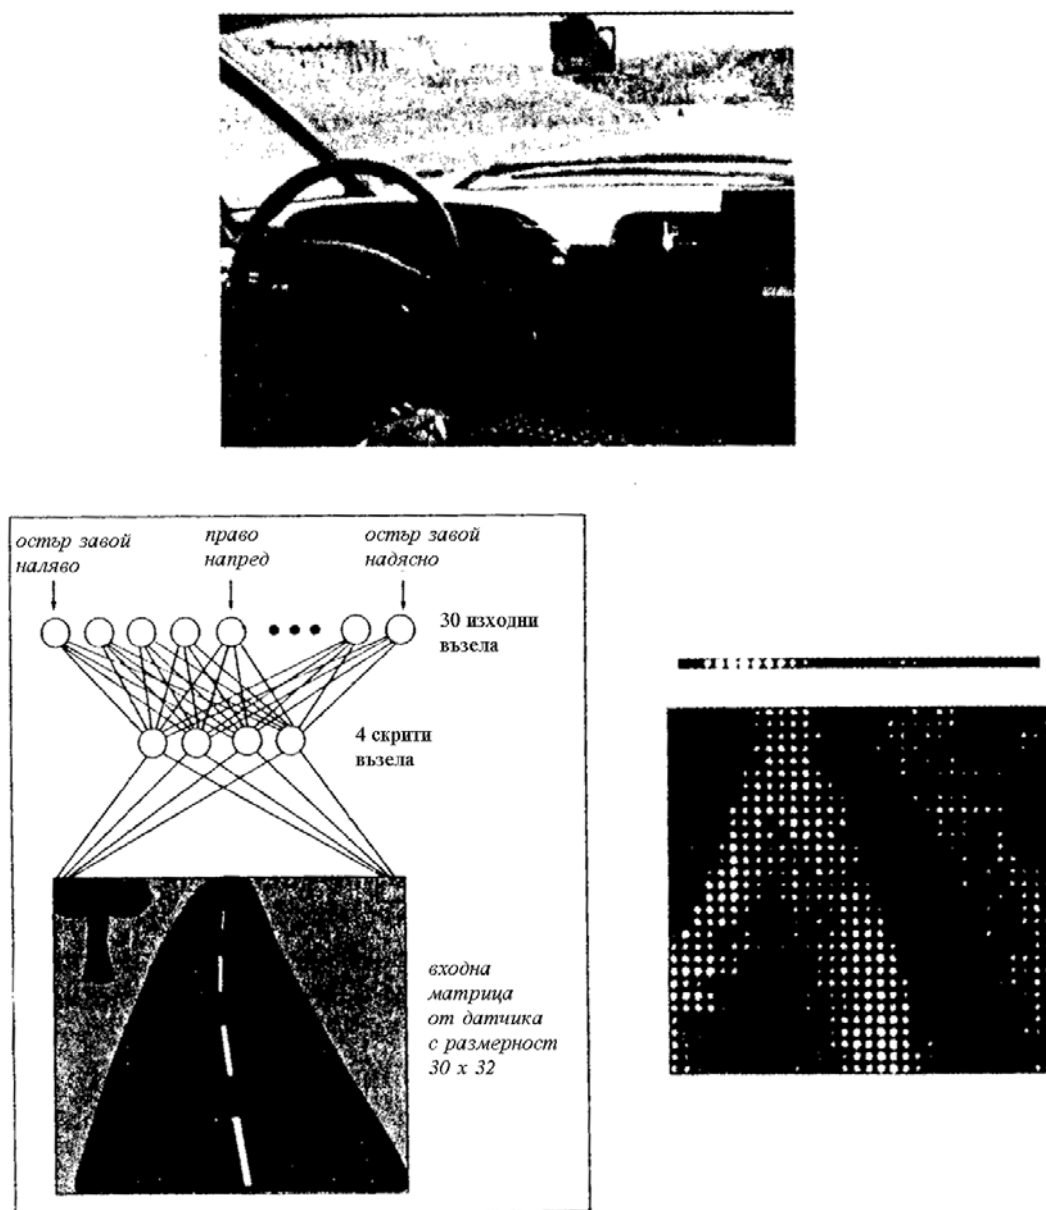 остър завой
наляво
право
напред
остър завой
надясно
30 изходни
възела
4 скрити
възела
входна
матрица
от датчика
с размерност
30 x 32